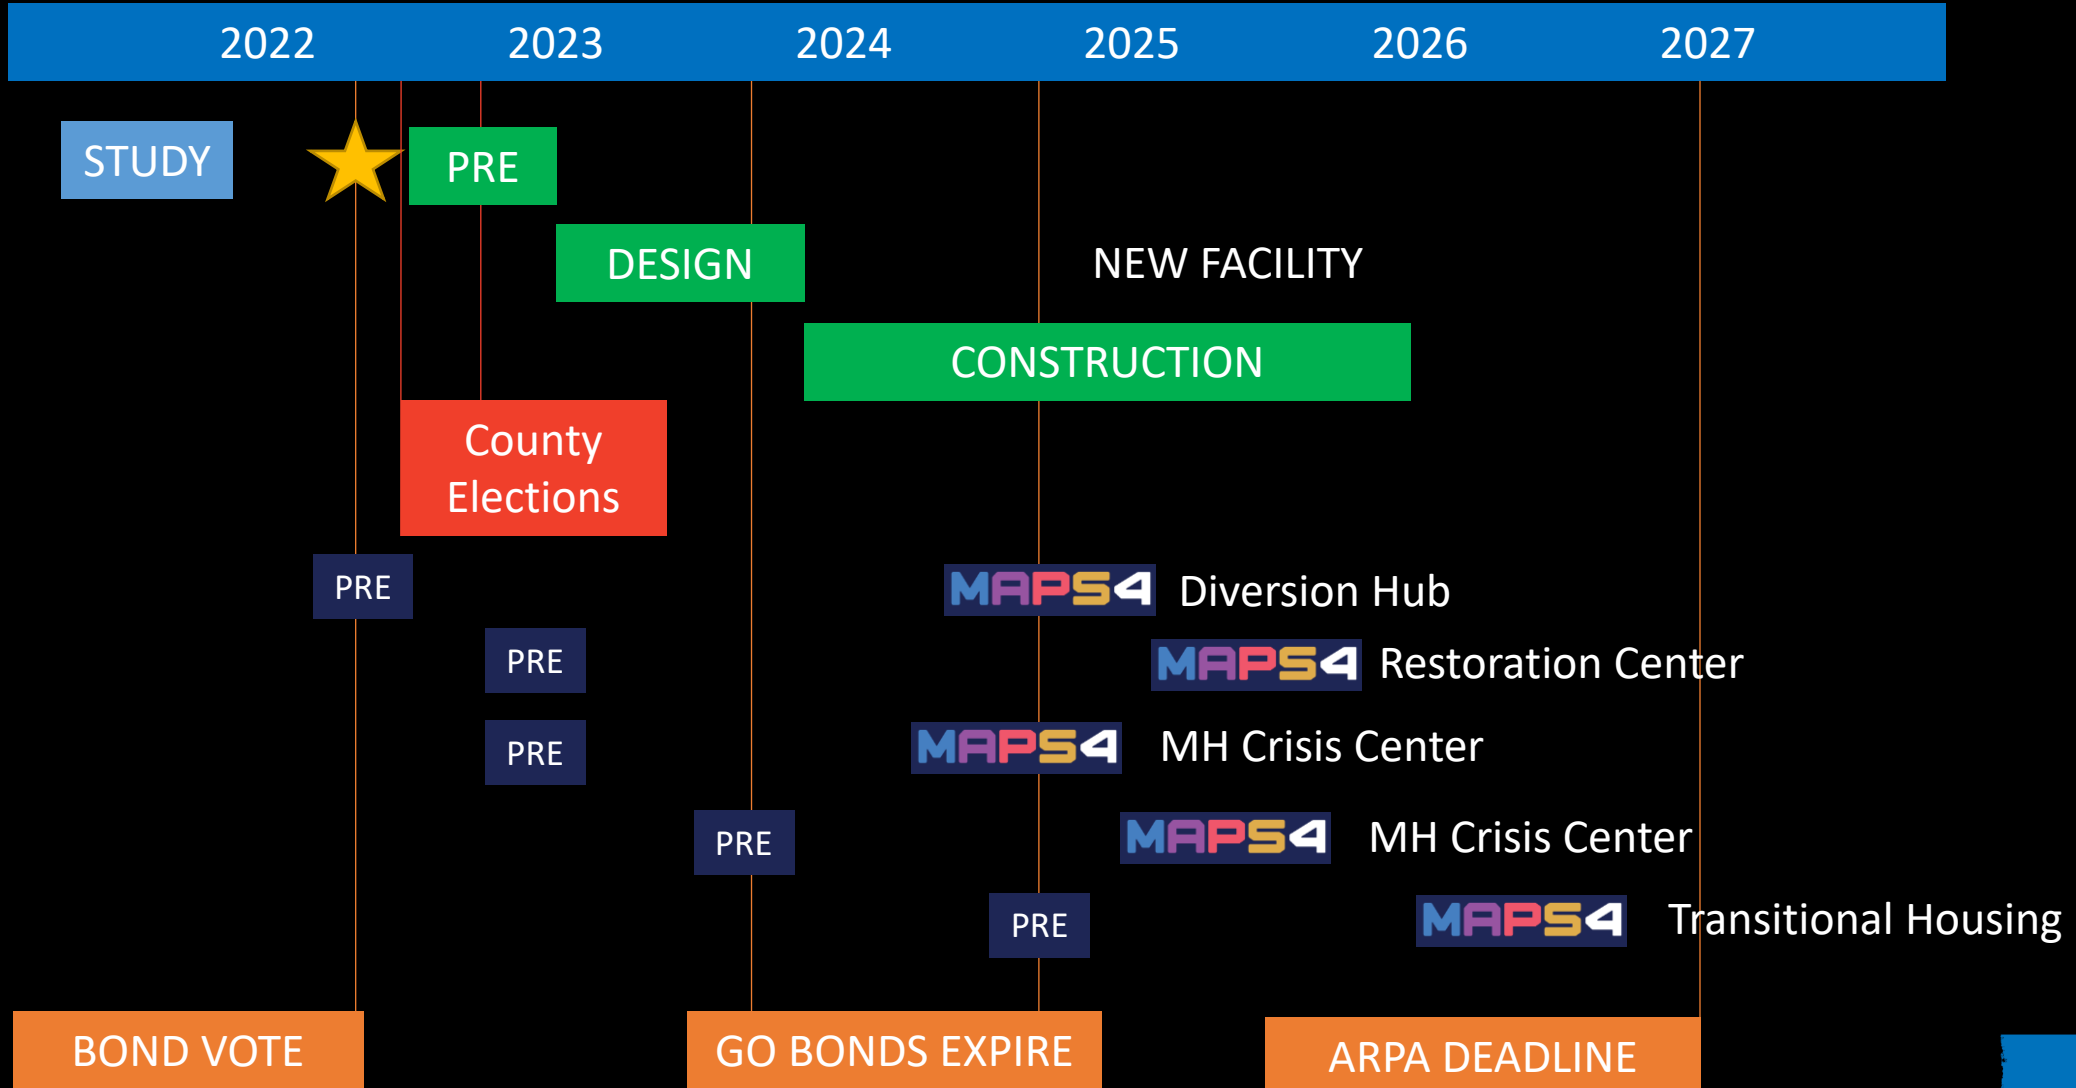 2022 2023 2024 2025 2026 2027
STUDY
PRE
DESIGN
NEW FACILITY
CONSTRUCTION
County
Elections
PRE
MAPS4 Diversion Hub
PRE
MAPS4 Restoration Center
PRE
MAPS4 MH Crisis Center
PRE
MAPS4 MH Crisis Center
PRE
MAPS4 Transitional Housing
BOND VOTE
GO BONDS EXPIRE
ARPA DEADLINE